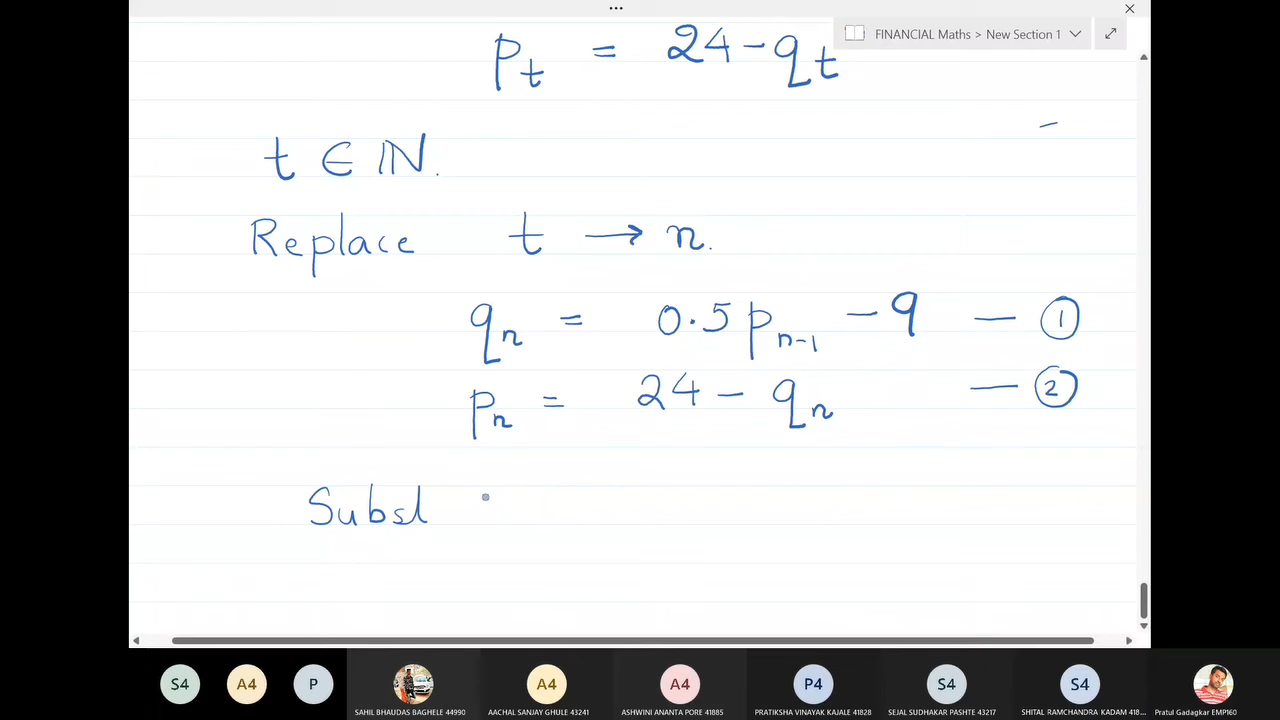 ...
FINANCIAL Maths > New Section 1
p_t = 24 - q_t
t ∈ ℕ.
Replace t → n.
q_n = 0.5 p_{n-1} - 9 — ①
p_n = 24 - q_n — ②
Subst
S4 A4 P A4 A4 P4 S4 S4
SAHIL BHAUDAS BAGHELE 44990 AACHAL SANJAY GHULE 43241 ASHWINI ANANTA PORE 41885 PRATIKSHA VINAYAK KAJALE 41828 SEJAL SUDHAKAR PASHTE 43217 SHITAL RAMCHANDRA KADAM 418... Pratul Gadagkar EMP160